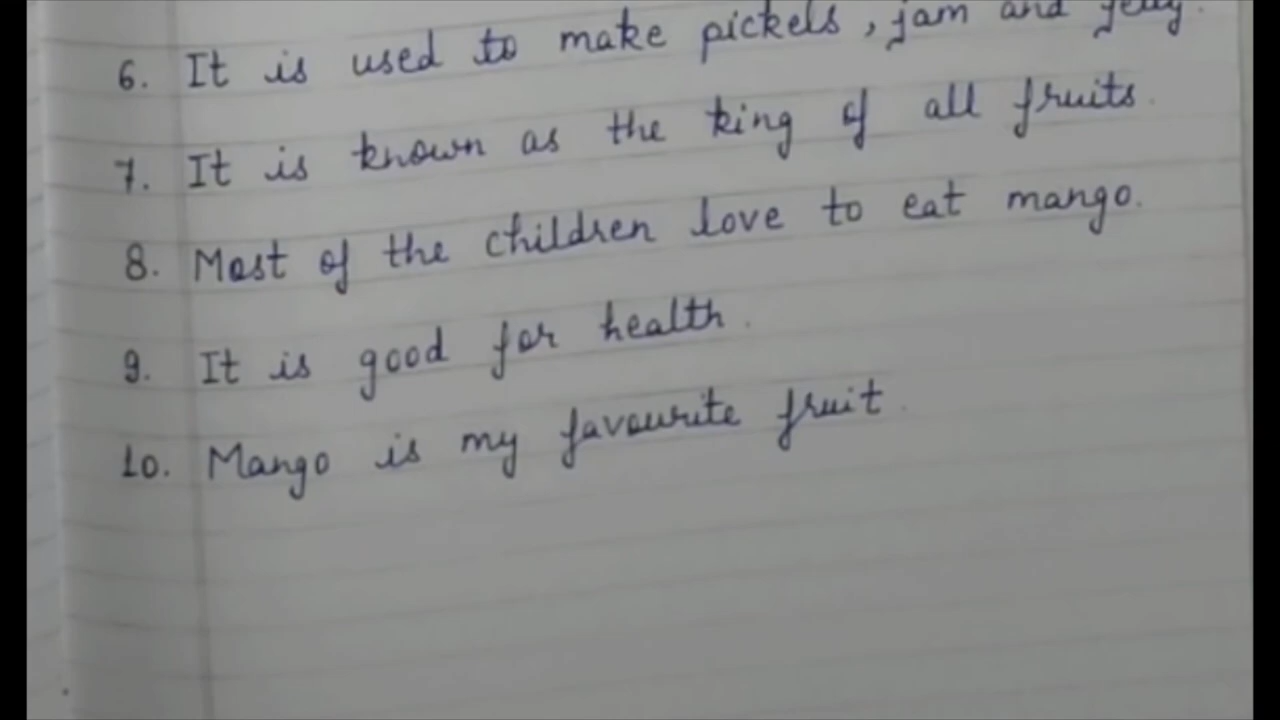 6. It is used to make pickels, jam and jelly.
7. It is known as the king of all fruits.
8. Most of the children love to eat mango.
9. It is good for health.
10. Mango is my favourite fruit.